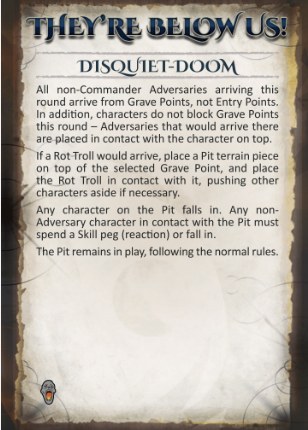 THEY'RE BELOW US!
DISQUIET-DOOM
All non-Commander Adversaries arriving this
round arrive from Grave Points, not Entry Points.
In addition, characters do not block Grave Points
this round – Adversaries that would arrive there
are placed in contact with the character on top.
If a Rot Troll would arrive, place a Pit terrain piece
on top of the selected Grave Point, and place
the Rot Troll in contact with it, pushing other
characters aside if necessary.
Any character on the Pit falls in. Any non-
Adversary character in contact with the Pit must
spend a Skill peg (reaction) or fall in.
The Pit remains in play, following the normal rules.